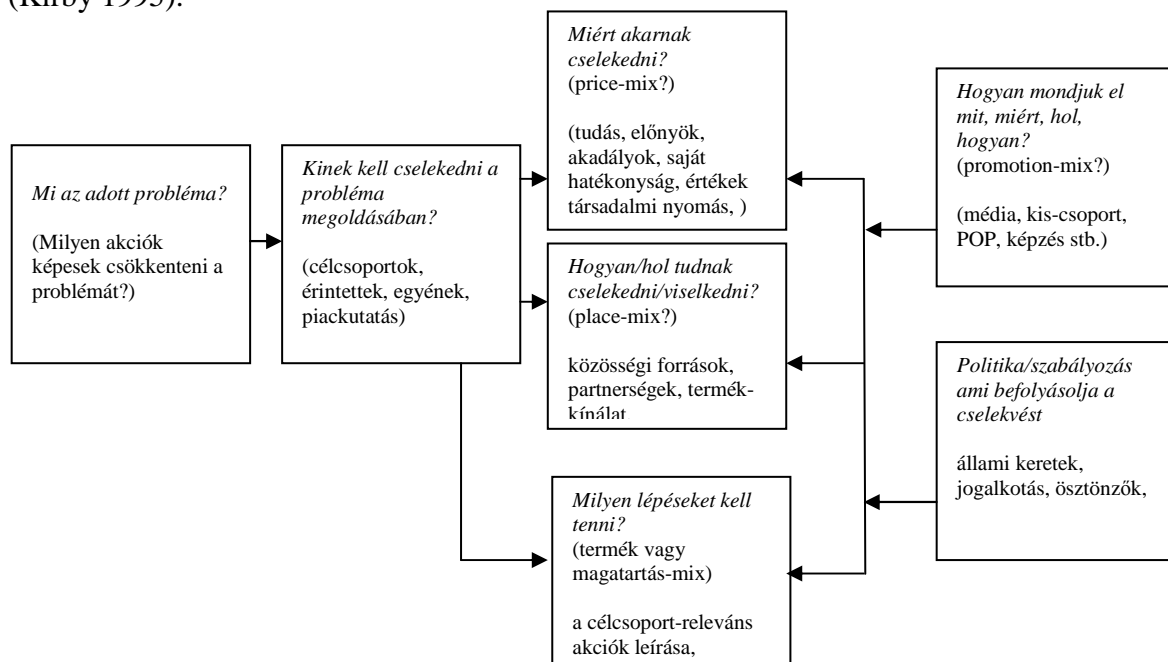 (Kirby 1995).
Mi az adott probléma?
(Milyen akciók
képesek csökkenteni a
problémát?)
Kinek kell cselekedni a
probléma
megoldásában?
(célcsoportok,
érintettek, egyének,
piackutatás)
Miért akarnak
cselekedni?
(price-mix?)
(tudás, előnyök,
akadályok, saját
hatékonyság, értékek
társadalmi nyomás, )
Hogyan/hol tudnak
cselekedni/viselkedni?
(place-mix?)
közösségi források,
partnerségek, termék-
kínálat
Milyen lépéseket kell
tenni?
(termék vagy
magatartás-mix)
a célcsoport-releváns
akciók leírása,
Hogyan mondjuk el
mit, miért, hol,
hogyan?
(promotion-mix?)
(média, kis-csoport,
POP, képzés stb.)
Politika/szabályozás
ami befolyásolja a
cselekvést
állami keretek,
jogalkotás, ösztönzők,